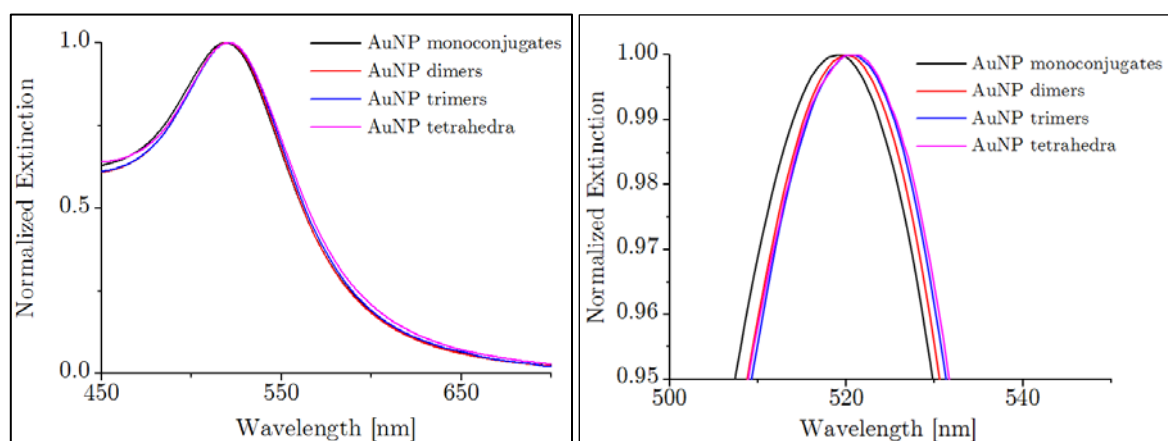 1.0
0.5
0.0
Normalized Extinction
AuNP monoconjugates
AuNP dimers
AuNP trimers
AuNP tetrahedra
450
550
650
Wavelength [nm]
1.00
0.99
0.98
0.97
0.96
0.95
Normalized Extinction
AuNP monoconjugates
AuNP dimers
AuNP trimers
AuNP tetrahedra
500
520
540
Wavelength [nm]